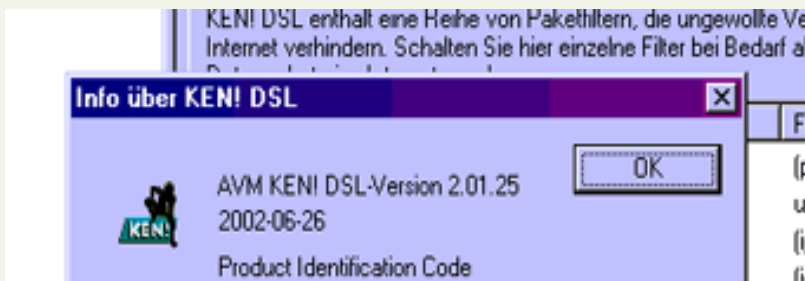 KEN! DSL enthält eine Reihe von Paketfiltern, die ungewollte Ve
Internet verhindern. Schalten Sie hier einzelne Filter bei Bedarf a
Info über KEN! DSL
F
OK
AVM KEN! DSL-Version 2.01.25
2002-06-26
KEN!
Product Identification Code